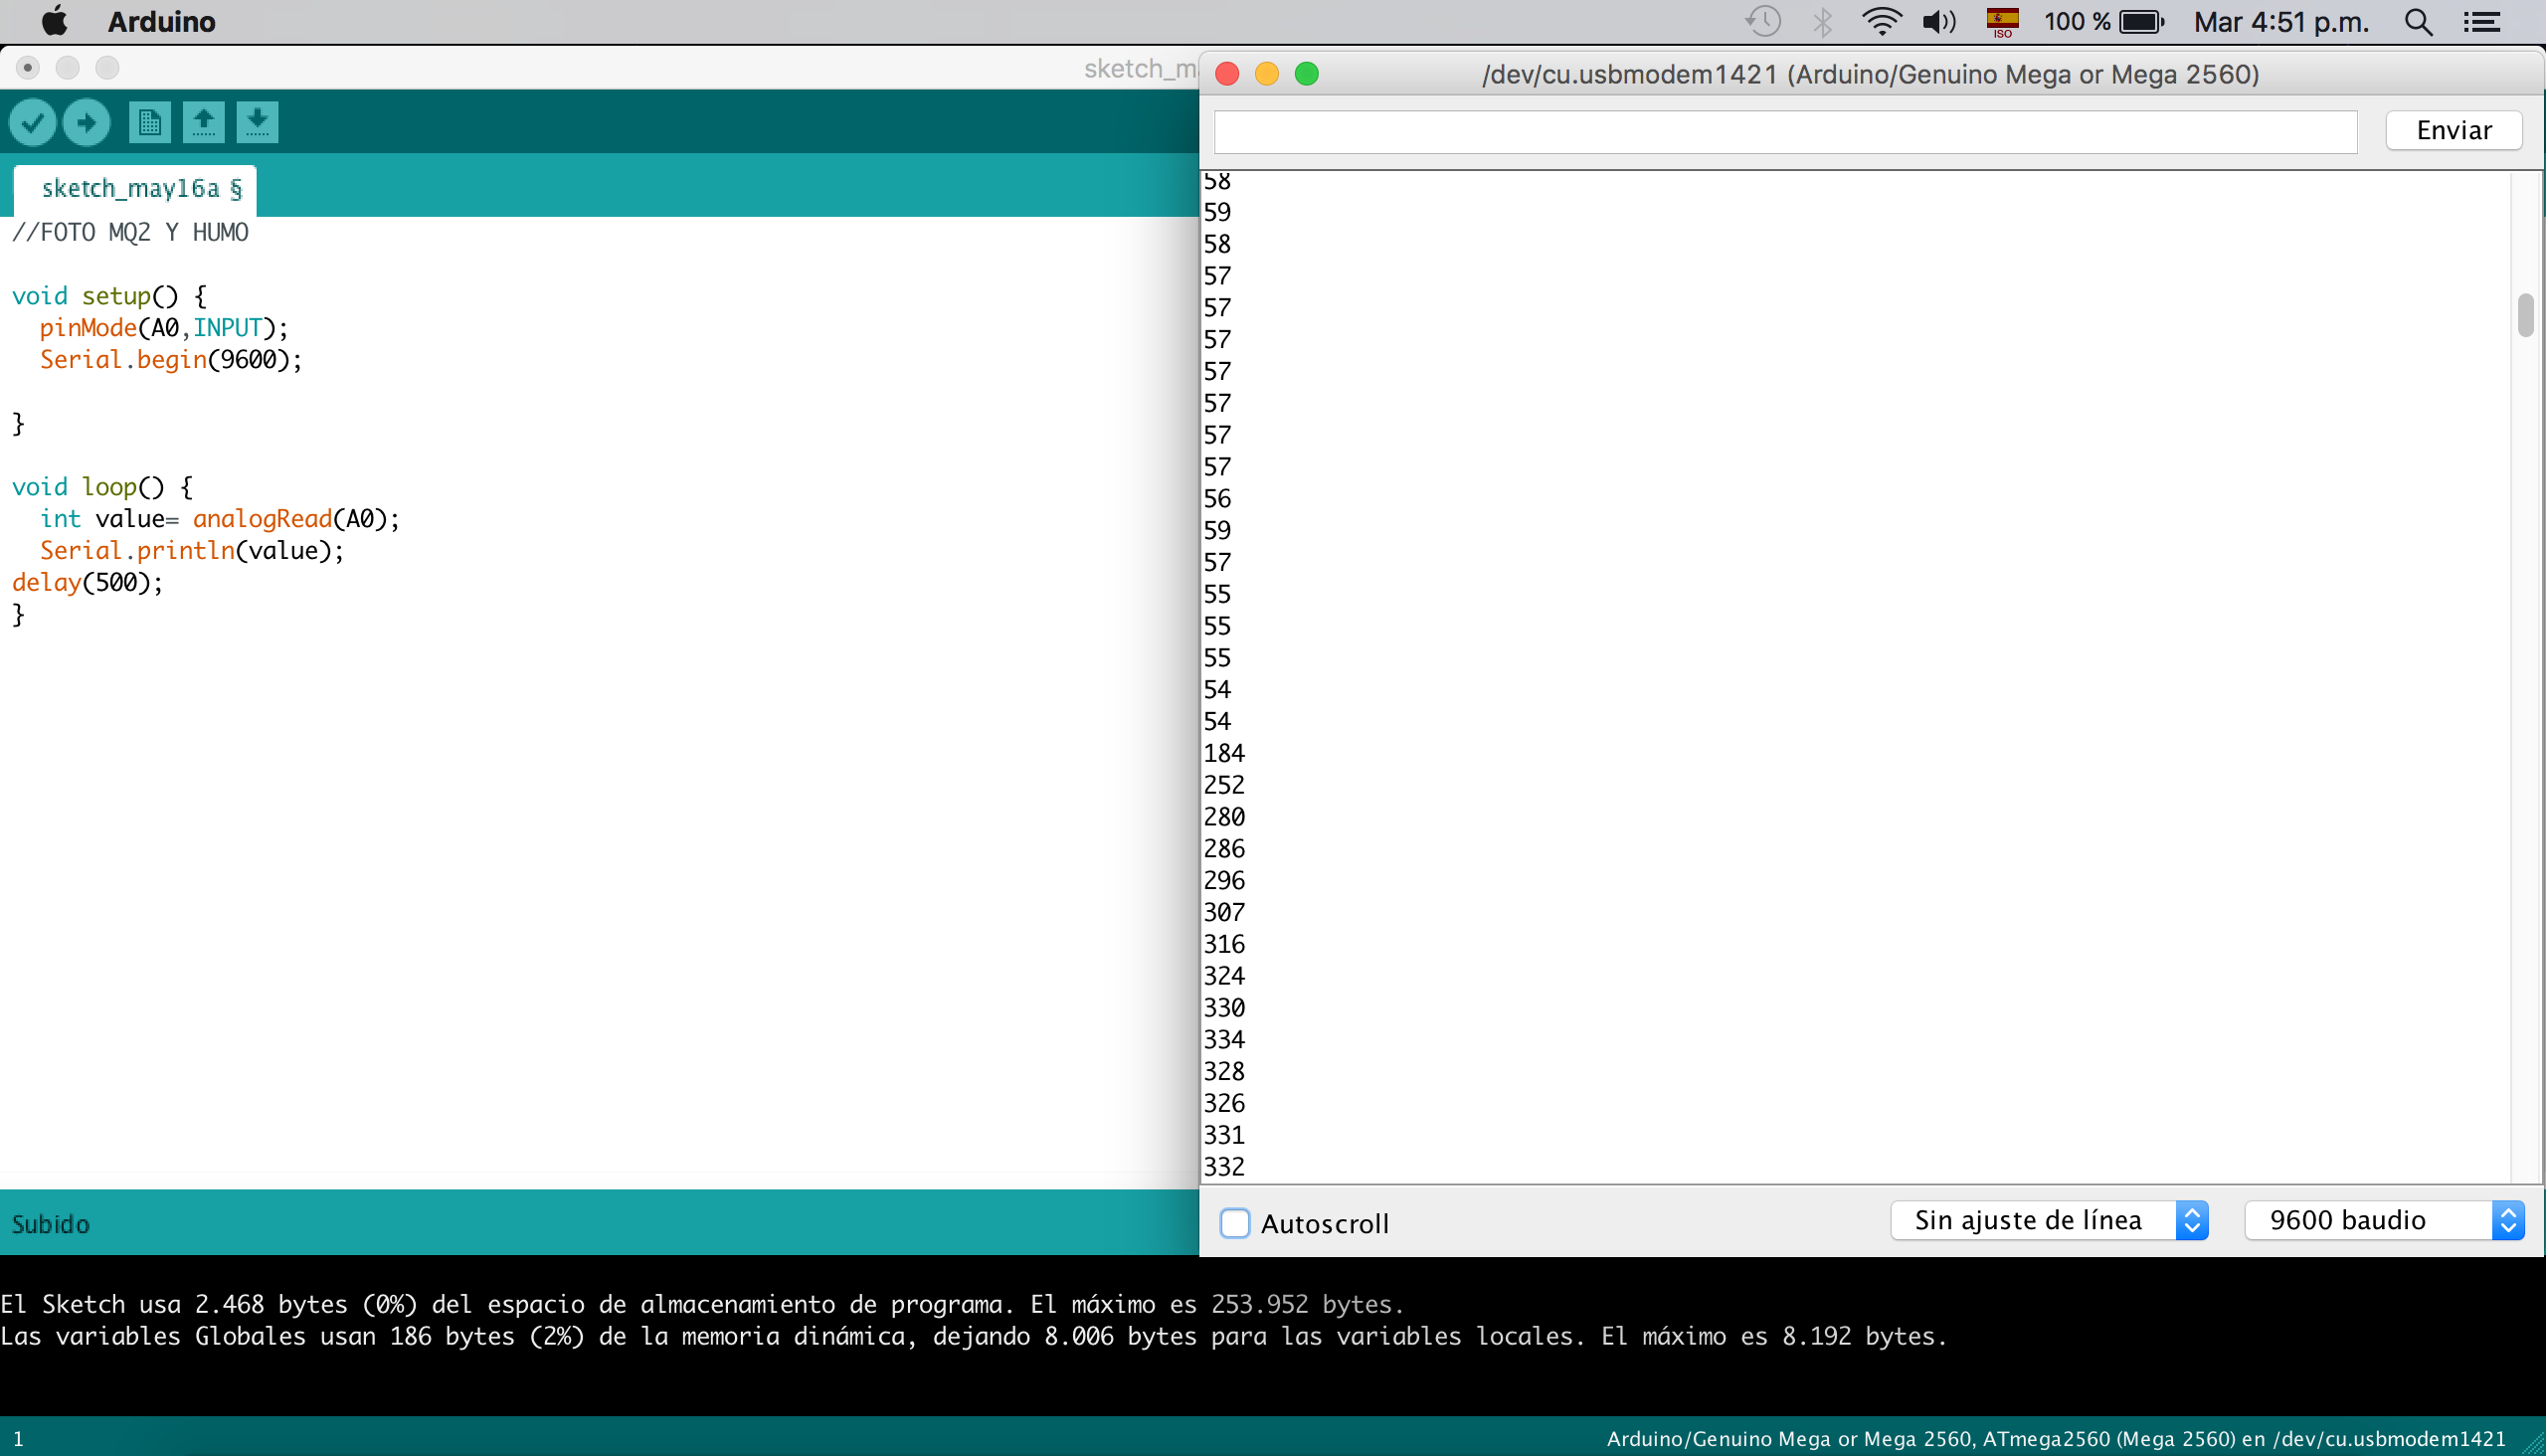 Arduino
ISO
100 %
Mar 4:51 p.m.
sketch_m
sketch_may16a §
//FOTO MQ2 Y HUMO
void setup() {
pinMode(A0,INPUT);
Serial.begin(9600);
}
void loop() {
int value= analogRead(A0);
Serial.println(value);
delay(500);
}
/dev/cu.usbmodem1421 (Arduino/Genuino Mega or Mega 2560)
Enviar
58
59
58
57
57
57
57
57
57
57
56
59
57
55
55
55
54
54
184
252
280
286
296
307
316
324
330
334
328
326
331
332
Autoscroll
Sin ajuste de línea
9600 baudio
Subido
El Sketch usa 2.468 bytes (0%) del espacio de almacenamiento de programa. El máximo es 253.952 bytes.
Las variables Globales usan 186 bytes (2%) de la memoria dinámica, dejando 8.006 bytes para las variables locales. El máximo es 8.192 bytes.
1
Arduino/Genuino Mega or Mega 2560, ATmega2560 (Mega 2560) en /dev/cu.usbmodem1421